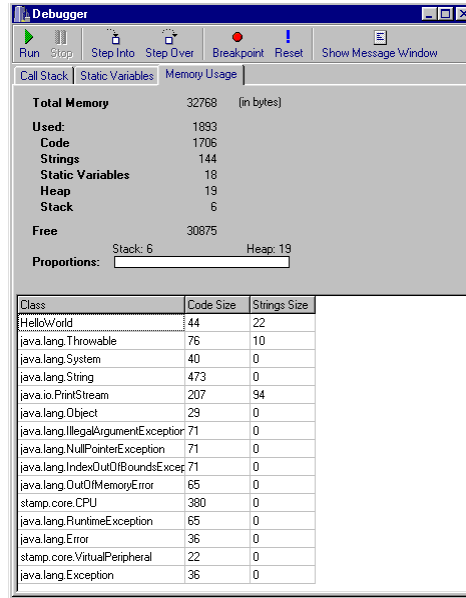 Debugger
Run Stop Step Into Step Over Breakpoint Reset Show Message Window
Call Stack Static Variables Memory Usage
Total Memory 32768 (in bytes)
Used: 1893
Code 1706
Strings 144
Static Variables 18
Heap 19
Stack 6
Free 30875
Stack: 6 Heap: 19
Proportions:
Class Code Size Strings Size
HelloWorld 44 22
java.lang.Throwable 76 10
java.lang.System 40 0
java.lang.String 473 0
java.io.PrintStream 207 94
java.lang.Object 29 0
java.lang.IllegalArgumentException 71 0
java.lang.NullPointerException 71 0
java.lang.IndexOutOfBoundsExcep 71 0
java.lang.OutOfMemoryError 65 0
stamp.core.CPU 380 0
java.lang.RuntimeException 65 0
java.lang.Error 36 0
stamp.core.VirtualPeripheral 22 0
java.lang.Exception 36 0